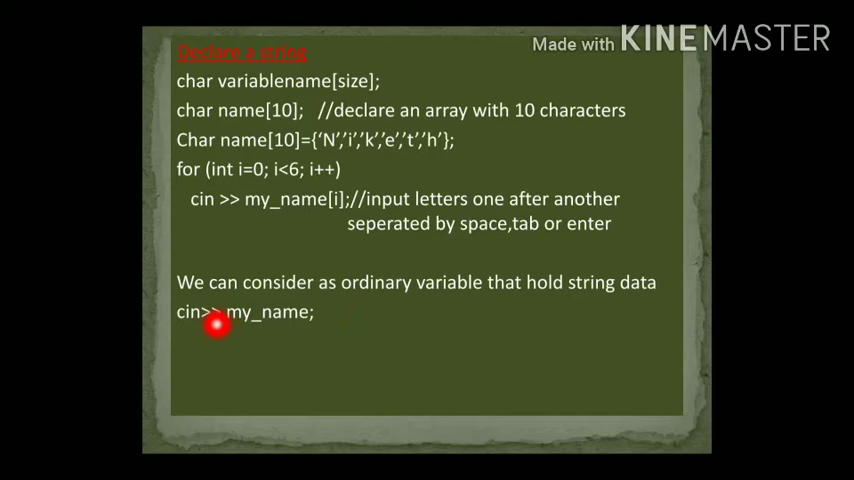 Made with KINEMASTER
Declare a string
char variablename[size];
char name[10]; //declare an array with 10 characters
Char name[10]={‘N’,’i’,’k’,’e’,’t’,’h’};
for (int i=0; i<6; i++)
cin >> my_name[i];//input letters one after another
seperated by space,tab or enter
We can consider as ordinary variable that hold string data
cin>> my_name;